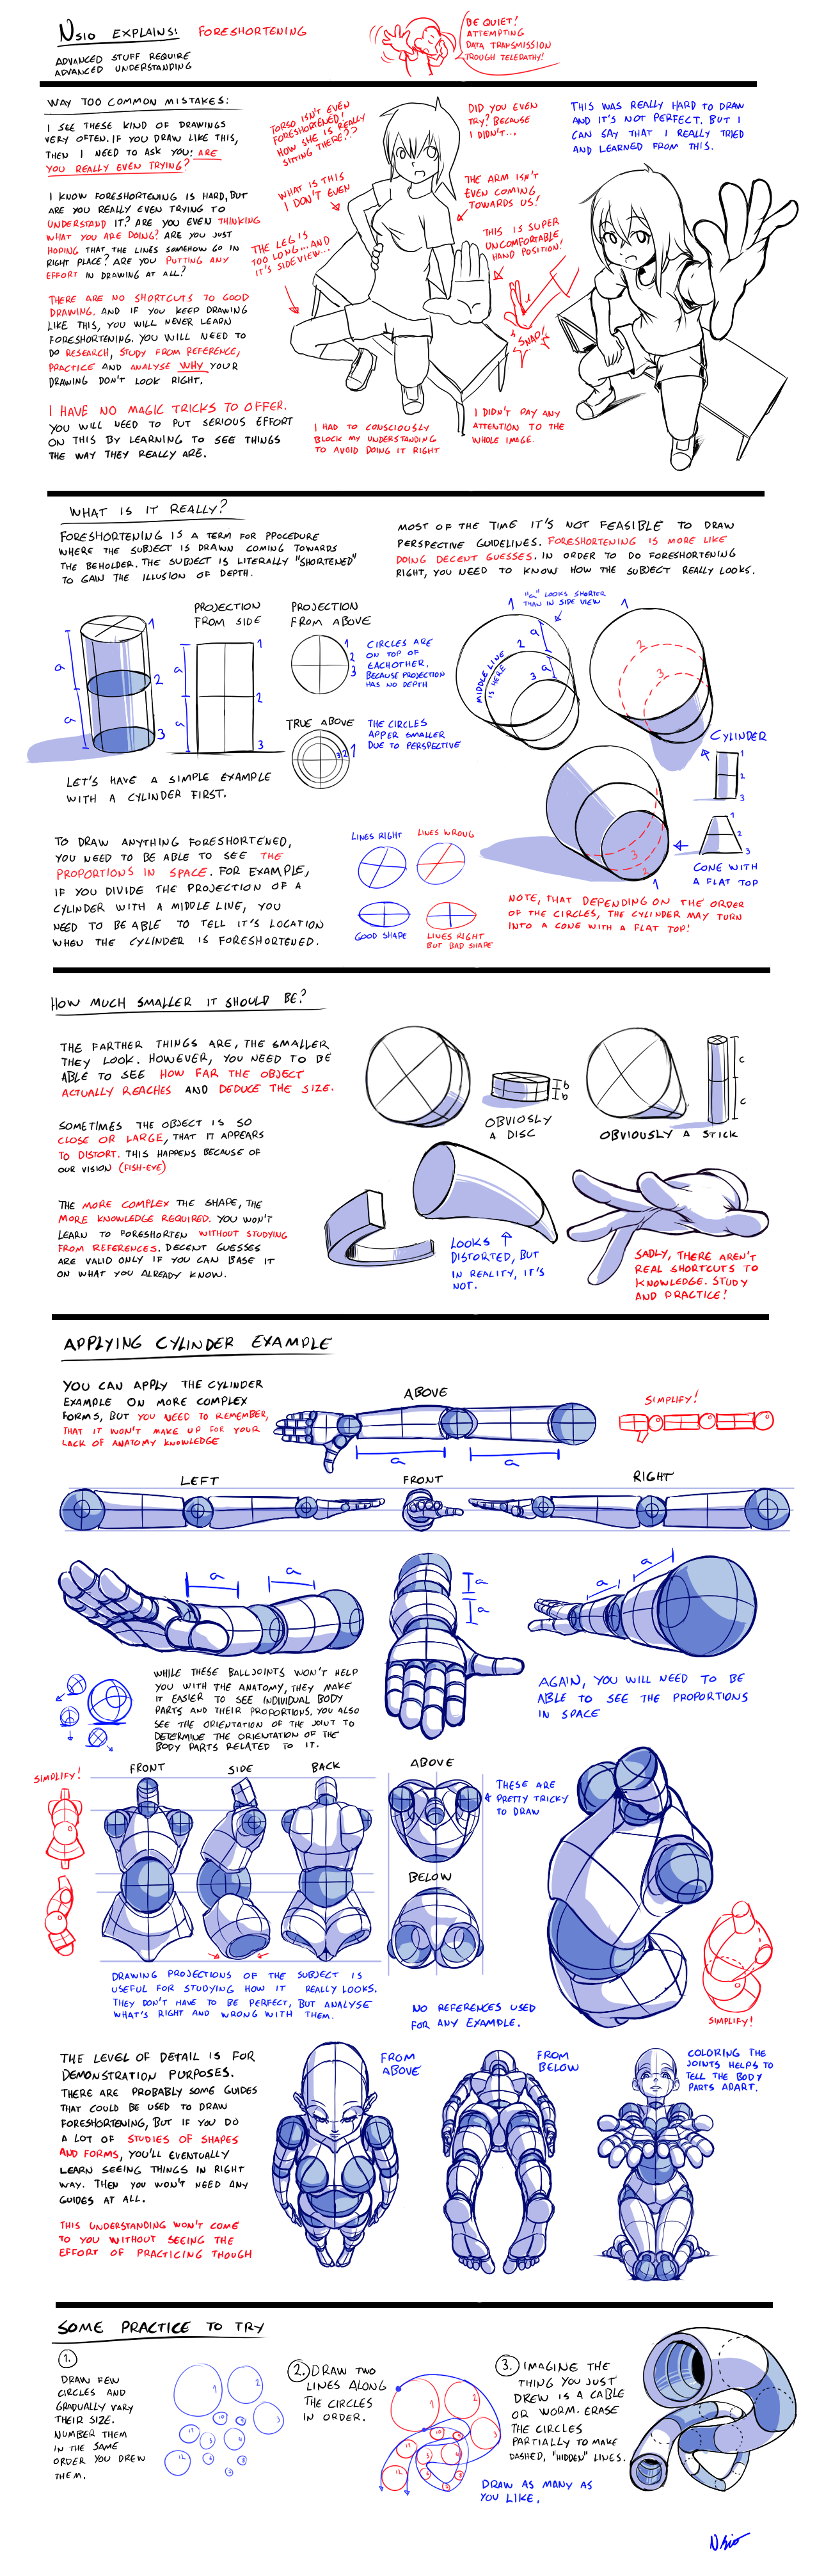 Nsio EXPLAINS: FORESHORTENING
ADVANCED STUFF REQUIRE
ADVANCED UNDERSTANDING
BE QUIET!
ATTEMPTING
DATA TRANSMISSION
TROUGH TELEPATHY!
WAY TOO COMMON MISTAKES:
I SEE THESE KIND OF DRAWINGS
VERY OFTEN. IF YOU DRAW LIKE THIS,
THEN I NEED TO ASK YOU: ARE
YOU REALLY EVEN TRYING?
I KNOW FORESHORTENING IS HARD, BUT
ARE YOU REALLY EVEN TRYING TO
UNDERSTAND IT? ARE YOU EVEN THINKING
WHAT YOU ARE DOING? ARE YOU JUST
HOPING THAT THE LINES SOMEHOW GO IN
RIGHT PLACE? ARE YOU PUTTING ANY
EFFORT IN DRAWING AT ALL?
THERE ARE NO SHORTCUTS TO GOOD
DRAWING. AND IF YOU KEEP DRAWING
LIKE THIS, YOU WILL NEVER LEARN
FORESHORTENING. YOU WILL NEED TO
DO RESEARCH, STUDY FROM REFERENCE,
PRACTICE AND ANALYSE WHY YOUR
DRAWING DON'T LOOK RIGHT.
I HAVE NO MAGIC TRICKS TO OFFER.
YOU WILL NEED TO PUT SERIOUS EFFORT
ON THIS BY LEARNING TO SEE THINGS
THE WAY THEY REALLY ARE.
TORSO ISN'T EVEN
FORESHORTENED!
HOW SHE IS REALLY
SITTING THERE??
WHAT IS THIS
I DON'T EVEN
THE LEG IS
TOO LONG...AND
IT'S SIDEVIEW...
DID YOU EVEN
TRY? BECAUSE
I DIDN'T...
THE ARM ISN'T
EVEN COMING
TOWARDS US!
THIS IS SUPER
UNCOMFORTABLE
HAND POSITION!
SNAP!
I HAD TO CONSCIOUSLY
BLOCK MY UNDERSTANDING
TO AVOID DOING IT RIGHT
I DIDN'T PAY ANY
ATTENTION TO THE
WHOLE IMAGE.
THIS WAS REALLY HARD TO DRAW
AND IT'S NOT PERFECT. BUT I
CAN SAY THAT I REALLY TRIED
AND LEARNED FROM THIS.
WHAT IS IT REALLY?
FORESHORTENING IS A TERM FOR PPOCEDURE
WHERE THE SUBJECT IS DRAWN COMING TOWARDS
THE BEHOLDER. THE SUBJECT IS LITERALLY "SHORTENED"
TO GAIN THE ILLUSION OF DEPTH.
MOST OF THE TIME IT'S NOT FEASIBLE TO DRAW
PERSPECTIVE GUIDELINES. FORESHORTENING IS MORE LIKE
DOING DECENT GUESSES. IN ORDER TO DO FORESHORTENING
RIGHT, YOU NEED TO KNOW HOW THE SUBJECT REALLY LOOKS.
1
2
3
a
a
PROJECTION
FROM SIDE
1
2
3
a
a
PROJECTION
FROM ABOVE
1
2
3
CIRCLES ARE
ON TOP OF
EACHOTHER,
BECAUSE PROJECTION
HAS NO DEPTH
TRUE ABOVE
3 2 1
THE CIRCLES
APPER SMALLER
DUE TO PERSPECTIVE
LET'S HAVE A SIMPLE EXAMPLE
WITH A CYLINDER FIRST.
"a" LOOKS SHORTER
THAN IN SIDE VIEW
1
2
3
a
a
MIDDLE LINE
IS HERE
1
2
3
CYLINDER
1
2
3
1
2
3
CONE WITH
A FLAT TOP
3
2
1
NOTE, THAT DEPENDING ON THE ORDER
OF THE CIRCLES, THE CYLINDER MAY TURN
INTO A CONE WITH A FLAT TOP!
TO DRAW ANYTHING FORESHORTENED,
YOU NEED TO BE ABLE TO SEE THE
PROPORTIONS IN SPACE. FOR EXAMPLE,
IF YOU DIVIDE THE PROJECTION OF A
CYLINDER WITH A MIDDLE LINE, YOU
NEED TO BE ABLE TO TELL IT'S LOCATION
WHEN THE CYLINDER IS FORESHORTENED.
LINES RIGHT
LINES WROUG
GOOD SHAPE
LINES RIGHT
BUT BAD SHAPE
HOW MUCH SMALLER IT SHOULD BE?
THE FARTHER THINGS ARE, THE SMALLER
THEY LOOK. HOWEVER, YOU NEED TO BE
ABLE TO SEE HOW FAR THE OBJECT
ACTUALLY REACHES AND DEDUCE THE SIZE.
SOMETIMES THE OBJECT IS SO
CLOSE OR LARGE, THAT IT APPEARS
TO DISTORT. THIS HAPPENS BECAUSE OF
OUR VISION (FISH-EYE)
THE MORE COMPLEX THE SHAPE, THE
MORE KNOWLEDGE REQUIRED. YOU WON'T
LEARN TO FORESHORTEN WITHOUT STUDYING
FROM REFERENCES. DECENT GUESSES
ARE VALID ONLY IF YOU CAN BASE IT
ON WHAT YOU ALREADY KNOW.
b
b
OBVIOSLY
A DISC
c
c
OBVIOUSLY A STICK
LOOKS
DISTORTED, BUT
IN REALITY, IT'S
NOT.
SADLY, THERE AREN'T
REAL SHORTCUTS TO
KNOWLEDGE. STUDY
AND PRACTICE!
APPLYING CYLINDER EXAMPLE
YOU CAN APPLY THE CYLINDER
EXAMPLE ON MORE COMPLEX
FORMS, BUT YOU NEED TO REMEMBER,
THAT IT WON'T MAKE UP FOR YOUR
LACK OF ANATOMY KNOWLEDGE
ABOVE
a
a
SIMPLIFY!
LEFT
FRONT
RIGHT
a
a
a
a
a
a
WHILE THESE BALLJOINTS WON'T HELP
YOU WITH THE ANATOMY, THEY MAKE
IT EASIER TO SEE INDIVIDUAL BODY
PARTS AND THEIR PROPORTIONS. YOU ALSO
SEE THE ORIENTATION OF THE JOINT TO
DETERMINE THE ORIENTATION OF THE
BODY PARTS RELATED TO IT.
AGAIN, YOU WILL NEED TO BE
ABLE TO SEE THE PROPORTIONS
IN SPACE
SIMPLIFY!
FRONT
SIDE
BACK
ABOVE
BELOW
THESE ARE
PRETTY TRICKY
TO DRAW
DRAWING PROJECTIONS OF THE SUBJECT IS
USEFUL FOR STUDYING HOW IT REALLY LOOKS.
THEY DON'T HAVE TO BE PERFECT, BUT ANALYSE
WHAT'S RIGHT AND WRONG WITH THEM.
NO REFERENCES USED
FOR ANY EXAMPLE.
SIMPLIFY!
THE LEVEL OF DETAIL IS FOR
DEMONSTRATION PURPOSES.
THERE ARE PROBABLY SOME GUIDES
THAT COULD BE USED TO DRAW
FORESHORTENING, BUT IF YOU DO
A LOT OF STUDIES OF SHAPES
AND FORMS, YOU'LL EVENTUALLY
LEARN SEEING THINGS IN RIGHT
WAY. THEN YOU WON'T NEED ANY
GUIDES AT ALL.
THIS UNDERSTANDING WON'T COME
TO YOU WITHOUT SEEING THE
EFFORT OF PRACTICING THOUGH
FROM
ABOVE
FROM
BELOW
COLORING THE
JOINTS HELPS TO
TELL THE BODY
PARTS APART.
SOME PRACTICE TO TRY
1.
DRAW FEW
CIRCLES AND
GRADUALLY VARY
THEIR SIZE.
NUMBER THEM
IN THE SAME
ORDER YOU DREW
THEM.
2. DRAW TWO
LINES ALONG
THE CIRCLES
IN ORDER.
3. IMAGINE THE
THING YOU JUST
DREW IS A CABLE
OR WORM. ERASE
THE CIRCLES
PARTIALLY TO MAKE
DASHED, "HIDDEN" LINES.
DRAW AS MANY AS
YOU LIKE.
Nsio